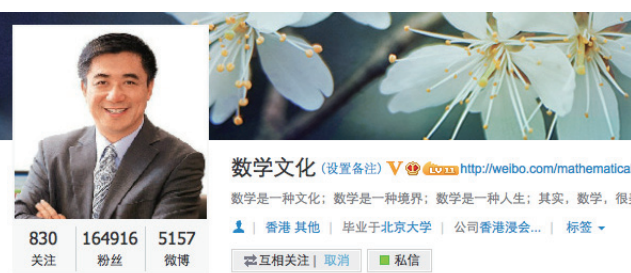 数学文化 (设置备注) V LV 11 http://weibo.com/mathematica
数学是一种文化；数学是一种境界；数学是一种人生；其实，数学，很
香港 其他 | 毕业于北京大学 | 公司香港浸会... | 标签
830 164916 5157
关注 粉丝 微博
互相关注 | 取消 私信